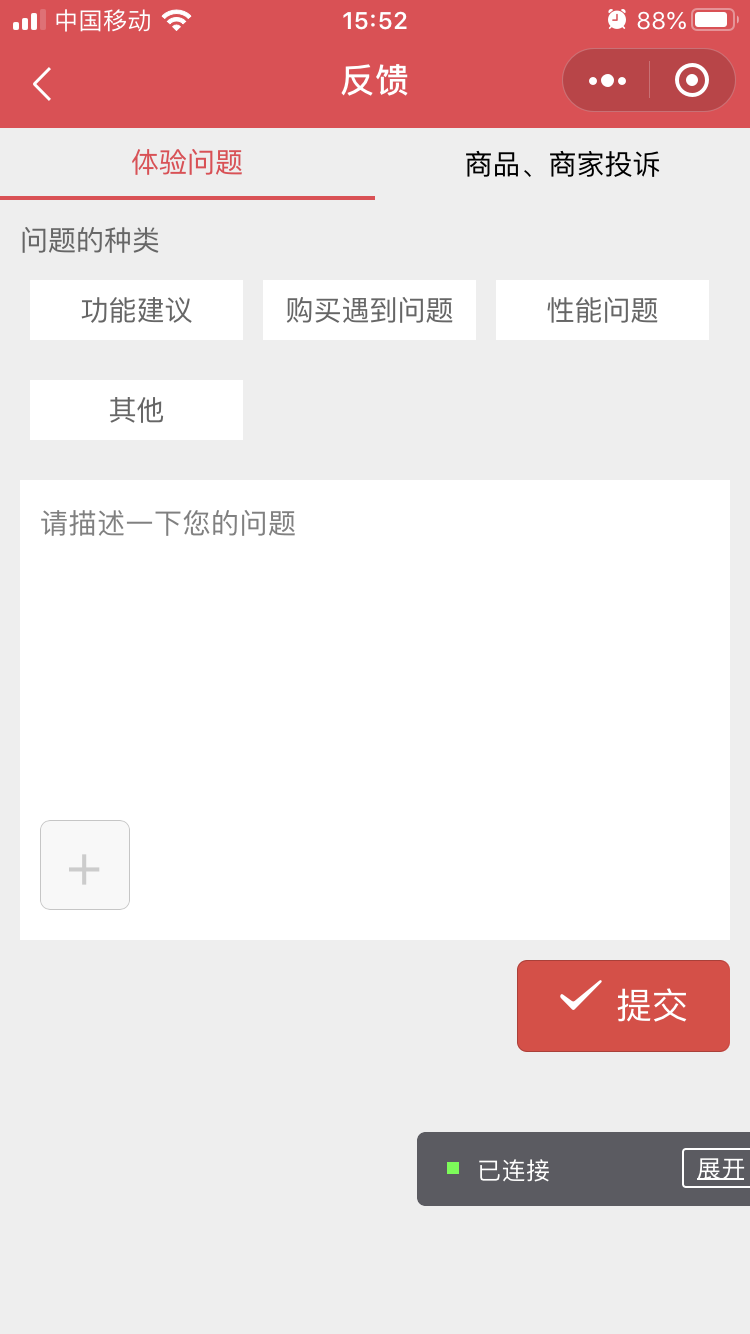 中国移动 15:52 88%
反馈
体验问题 商品、商家投诉
问题的种类
功能建议 购买遇到问题 性能问题
其他
请描述一下您的问题
提交
已连接 展开